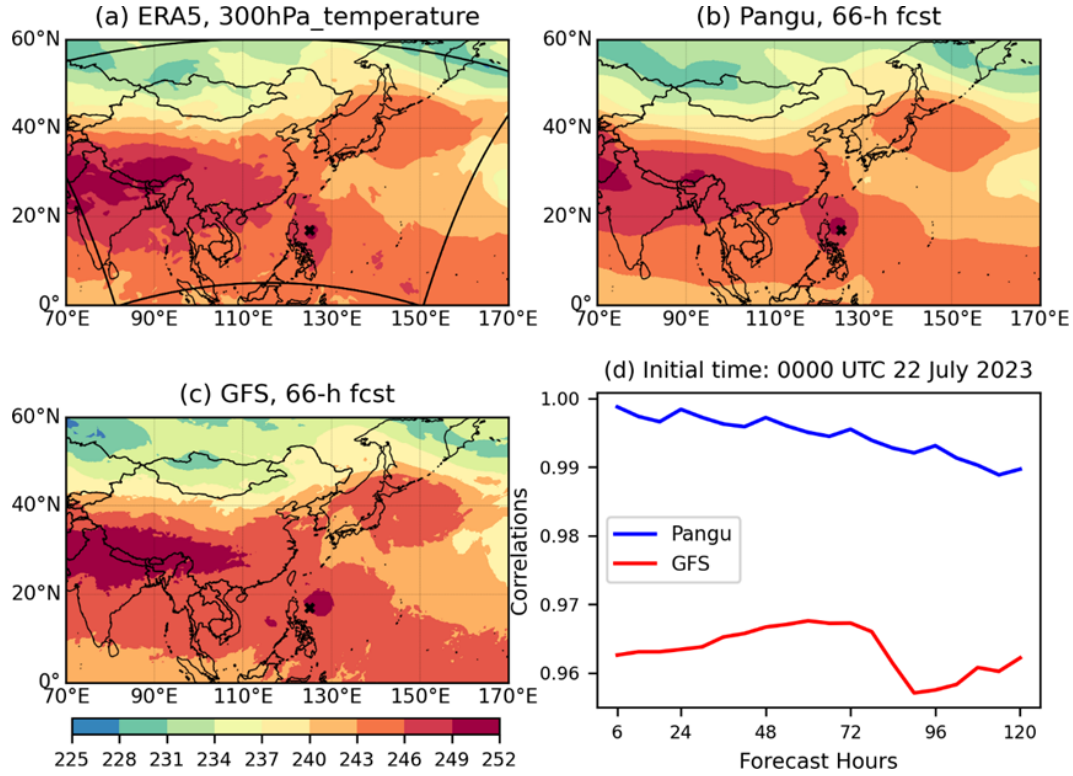 (a) ERA5, 300hPa_temperature
60°N
40°N
20°N
0°
70°E 90°E 110°E 130°E 150°E 170°E
(b) Pangu, 66-h fcst
60°N
40°N
20°N
0°
70°E 90°E 110°E 130°E 150°E 170°E
(c) GFS, 66-h fcst
60°N
40°N
20°N
0°
70°E 90°E 110°E 130°E 150°E 170°E
225 228 231 234 237 240 243 246 249 252
(d) Initial time: 0000 UTC 22 July 2023
Correlations
1.00
0.99
0.98
0.97
0.96
Pangu
GFS
6 24 48 72 96 120
Forecast Hours